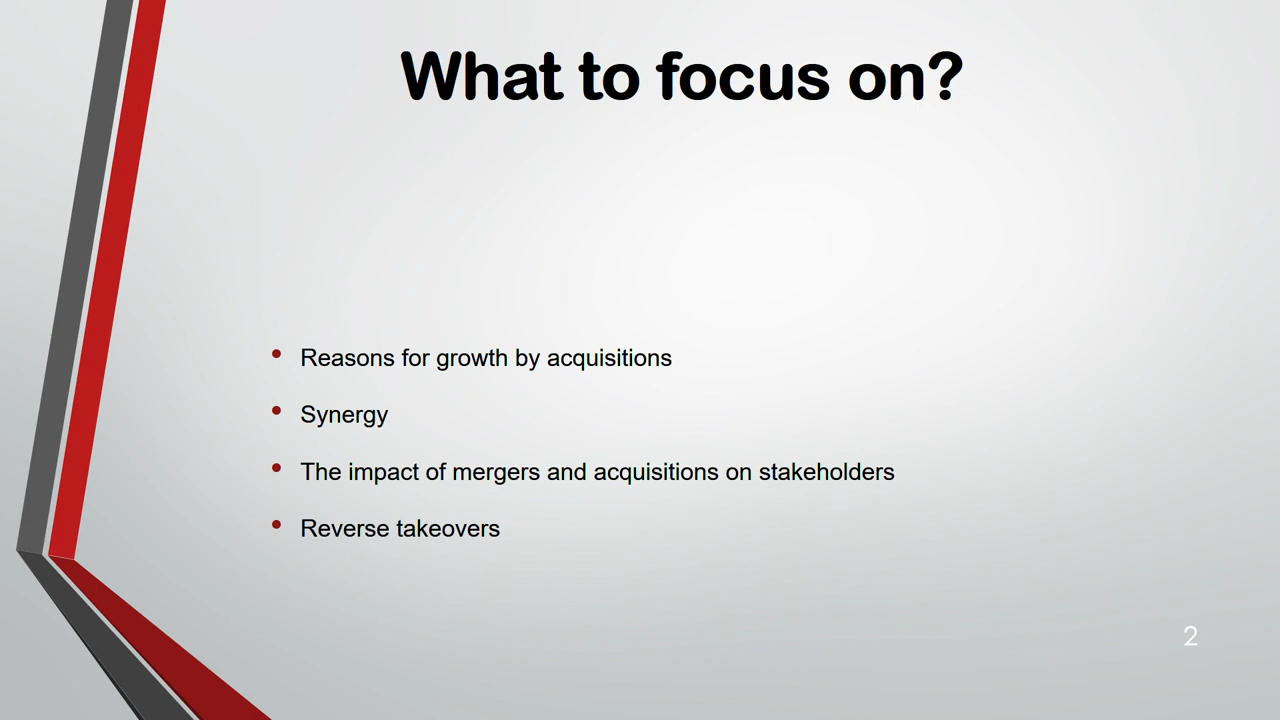 What to focus on?
• Reasons for growth by acquisitions
• Synergy
• The impact of mergers and acquisitions on stakeholders
• Reverse takeovers
2